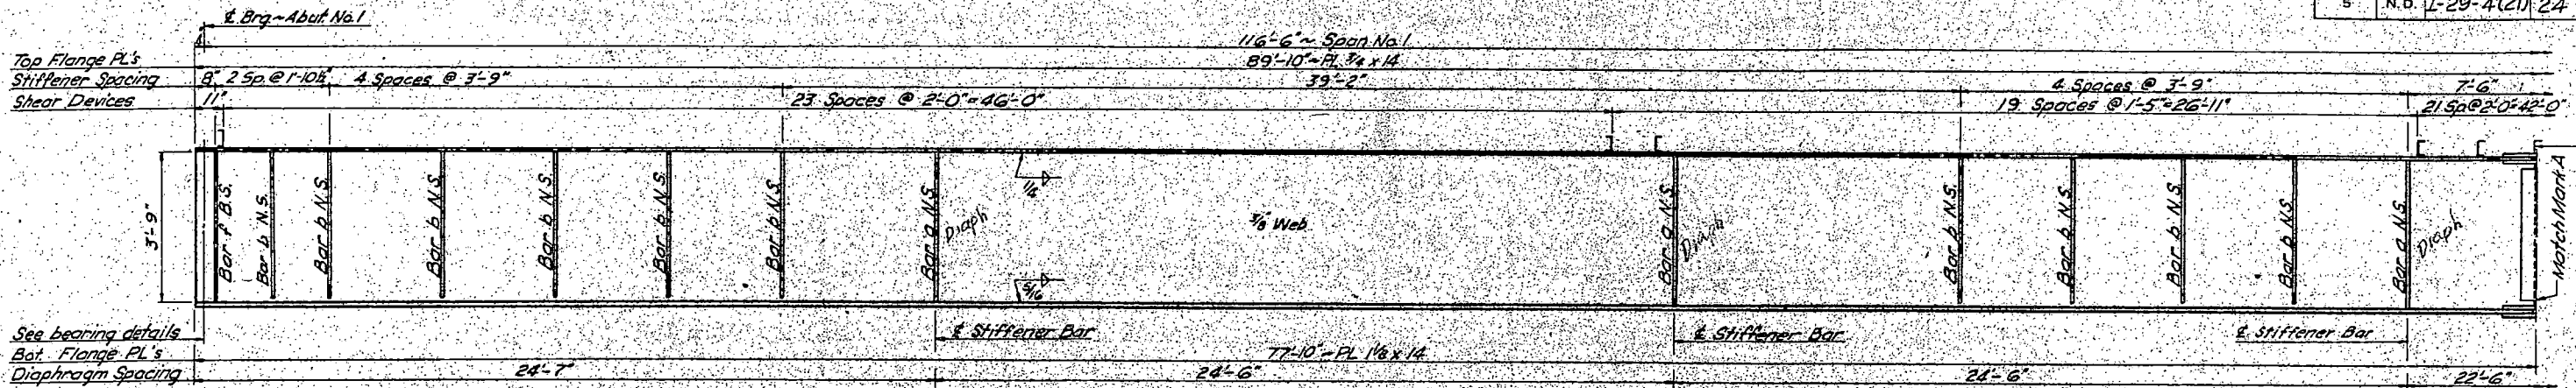 5 N.D. I-29-4(21) 24
℄ Brg~Abut No.1
116'-6" ~ Span No.1
Top Flange PL's 89'-10" ~ PL 3/4 x 14
Stiffener Spacing 8" 2 Sp. @ 1'-10½" 4 Spaces @ 3'-9" 39'-2" 4 Spaces @ 3'-9" 7'-6"
Shear Devices 11" 23 Spaces @ 2'-0" = 46'-0" 19 Spaces @ 1'-5" = 26'-11" 21 Sp @ 2'-0" = 42'-0"
3'-9"
Bar f B.S.
Bar b N.S.
Bar b N.S.
Bar b N.S.
Bar b N.S.
Bar b N.S.
Bar b N.S.
Bar a N.S.
Diaph
1/4
5/16
3/8" Web
Bar a N.S.
Diaph
Bar b N.S.
Bar b N.S.
Bar b N.S.
Bar b N.S.
Bar a N.S.
Diaph
Match Mark A
See bearing details ℄ Stiffener Bar ℄ Stiffener Bar ℄ Stiffener Bar
Bot. Flange PL's 77'-10" ~ PL 1⅛ x 14
Diaphragm Spacing 24'-7" 24'-6" 24'-6" 22'-6"